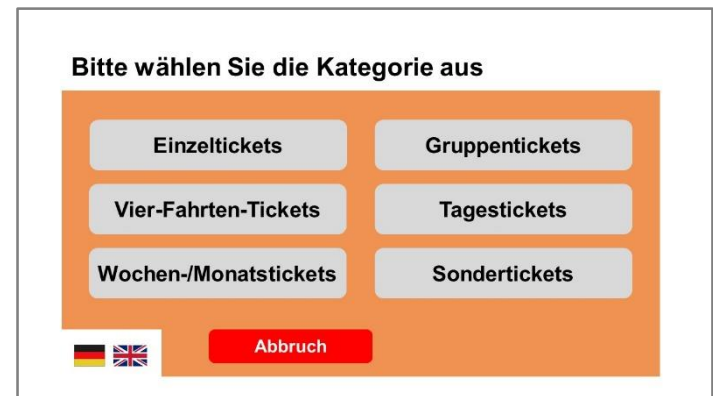 Bitte wählen Sie die Kategorie aus
Einzeltickets
Gruppentickets
Vier-Fahrten-Tickets
Tagestickets
Wochen-/Monatstickets
Sondertickets
Abbruch